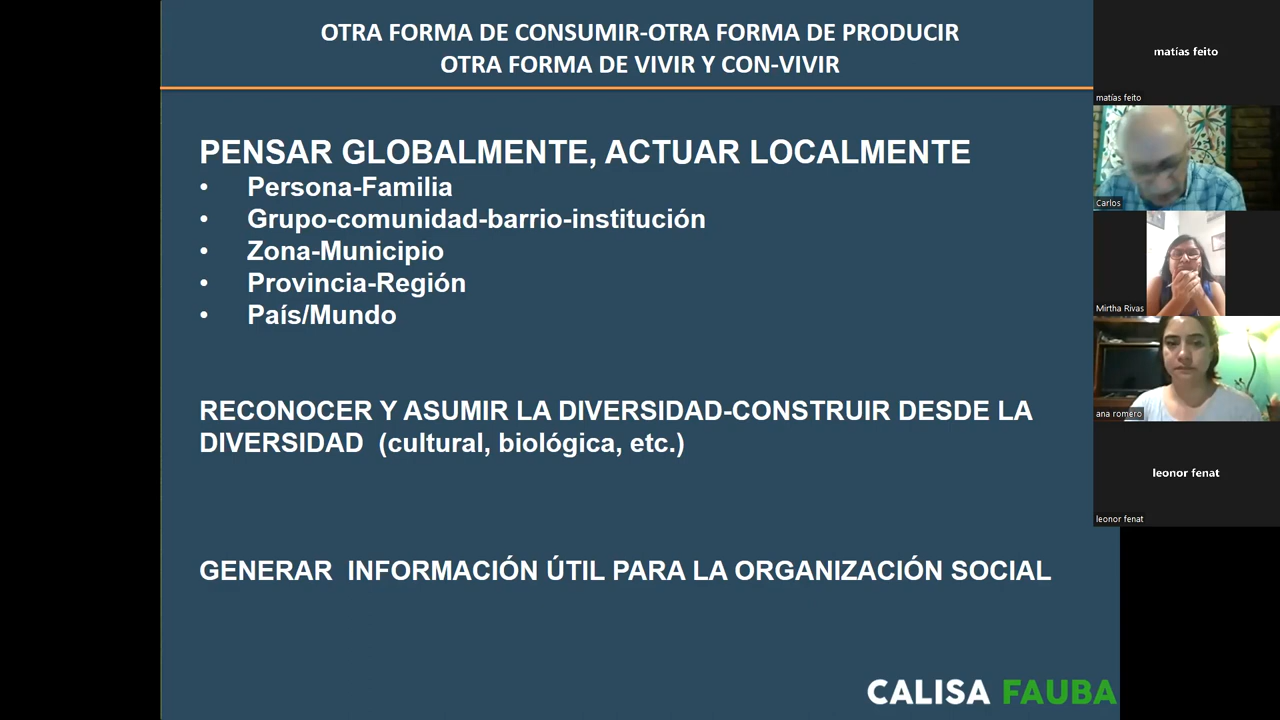 OTRA FORMA DE CONSUMIR-OTRA FORMA DE PRODUCIR
OTRA FORMA DE VIVIR Y CON-VIVIR
PENSAR GLOBALMENTE, ACTUAR LOCALMENTE
• Persona-Familia
• Grupo-comunidad-barrio-institución
• Zona-Municipio
• Provincia-Región
• País/Mundo
RECONOCER Y ASUMIR LA DIVERSIDAD-CONSTRUIR DESDE LA
DIVERSIDAD (cultural, biológica, etc.)
GENERAR INFORMACIÓN ÚTIL PARA LA ORGANIZACIÓN SOCIAL
CALISA FAUBA
matías feito
matías feito
Carlos
Mirtha Rivas
ana romero
leonor fenat
leonor fenat